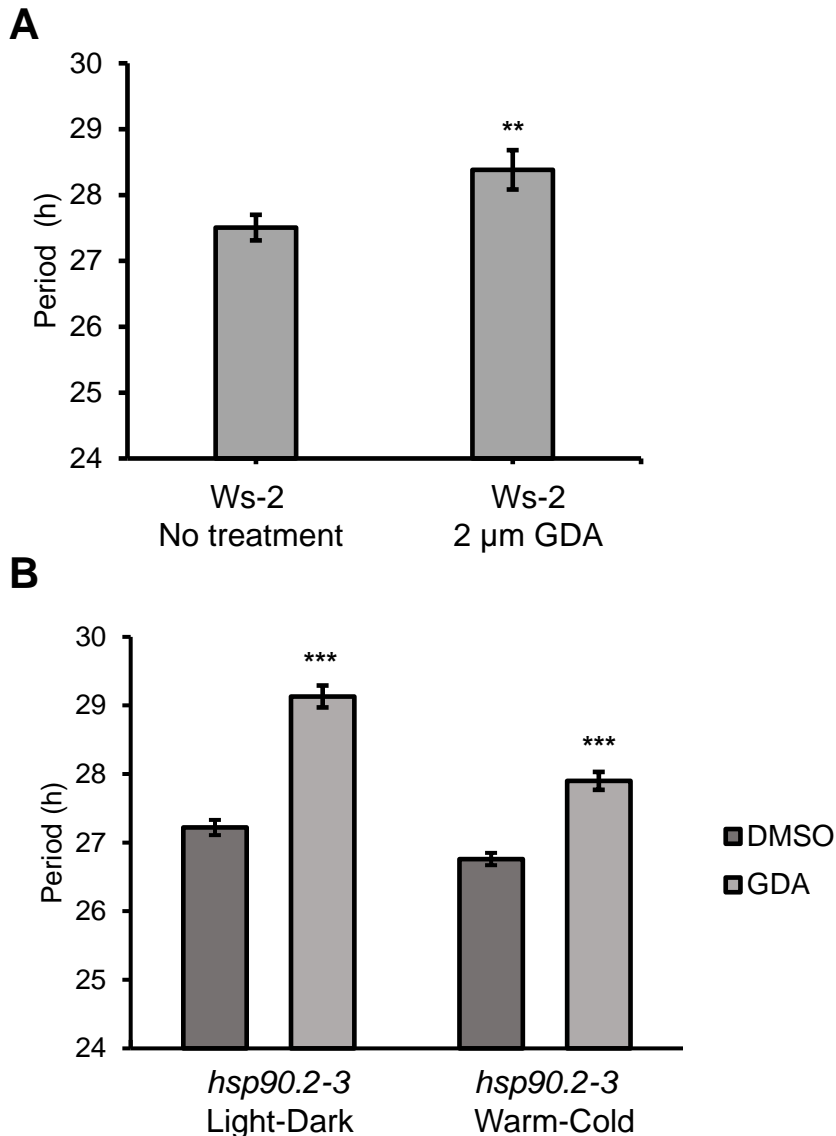 A
30
29
28
27
26
25
24
Period (h)
**
Ws-2
No treatment
Ws-2
2 µm GDA
B
30
29
28
27
26
25
24
Period (h)
***
***
DMSO
GDA
hsp90.2-3
Light-Dark
hsp90.2-3
Warm-Cold